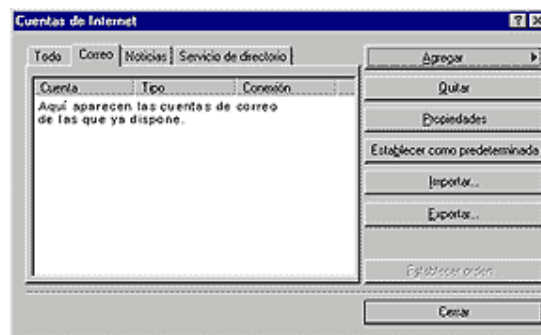 Cuentas de Internet
Todo Correo Noticias Servicio de directorio
Cuenta Tipo Conexión
Aquí aparecen las cuentas de correo
de las que ya dispone.
Agregar
Quitar
Propiedades
Establecer como predeterminada
Importar...
Exportar...
Establecer orden
Cerrar